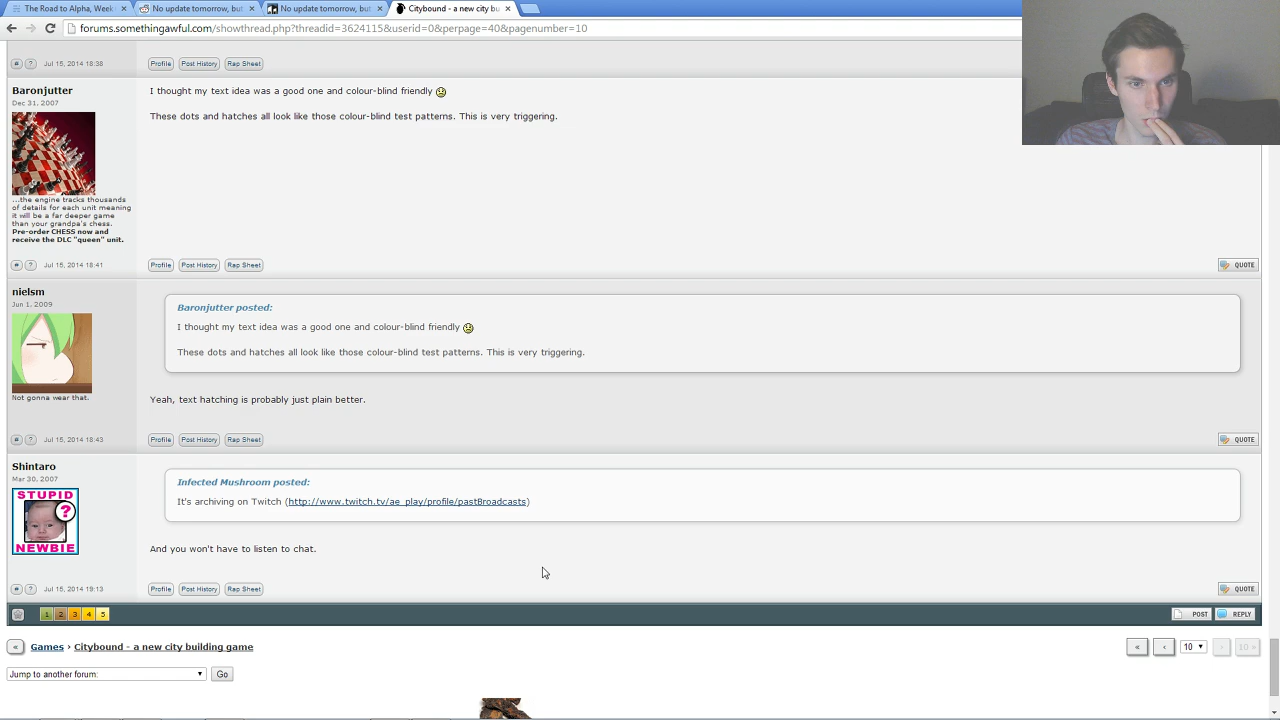 The Road to Alpha, Week
No update tomorrow, but
No update tomorrow, but
Citybound - a new city bu
forums.somethingawful.com/showthread.php?threadid=3624115&userid=0&perpage=40&pagenumber=10
# ? Jul 15, 2014 18:38
Profile Post History Rap Sheet
Baronjutter
Dec 31, 2007
...the engine tracks thousands
of details for each unit meaning
it will be a far deeper game
than your grandpa's chess.
Pre-order CHESS now and
receive the DLC "queen" unit.
I thought my text idea was a good one and colour-blind friendly
These dots and hatches all look like those colour-blind test patterns. This is very triggering.
# ? Jul 15, 2014 18:41
Profile Post History Rap Sheet
QUOTE
nielsm
Jun 1, 2009
Not gonna wear that.
Baronjutter posted:
I thought my text idea was a good one and colour-blind friendly
These dots and hatches all look like those colour-blind test patterns. This is very triggering.
Yeah, text hatching is probably just plain better.
# ? Jul 15, 2014 18:43
Profile Post History Rap Sheet
QUOTE
Shintaro
Mar 30, 2007
STUPID
?
NEWBIE
Infected Mushroom posted:
It's archiving on Twitch (http://www.twitch.tv/ae_play/profile/pastBroadcasts)
And you won't have to listen to chat.
# ? Jul 15, 2014 19:13
Profile Post History Rap Sheet
QUOTE
1 2 3 4 5
POST REPLY
« Games › Citybound - a new city building game
« ‹ 10 › 10 »
Jump to another forum: Go